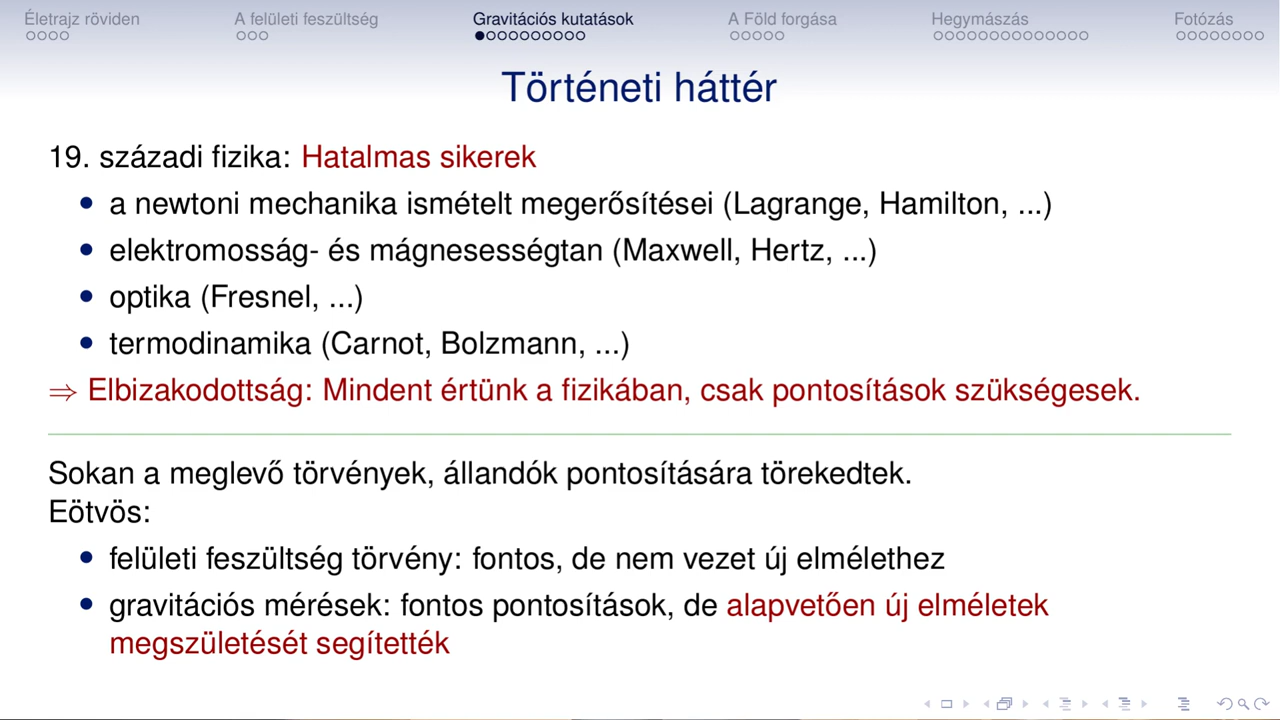 Életrajz röviden A felületi feszültség Gravitációs kutatások A Föld forgása Hegymászás Fotózás
Történeti háttér
19. századi fizika: Hatalmas sikerek
• a newtoni mechanika ismételt megerősítései (Lagrange, Hamilton, ...)
• elektromosság- és mágnesességtan (Maxwell, Hertz, ...)
• optika (Fresnel, ...)
• termodinamika (Carnot, Bolzmann, ...)
⇒ Elbizakodottság: Mindent értünk a fizikában, csak pontosítások szükségesek.
Sokan a meglevő törvények, állandók pontosítására törekedtek.
Eötvös:
• felületi feszültség törvény: fontos, de nem vezet új elmélethez
• gravitációs mérések: fontos pontosítások, de alapvetően új elméletek
megszületését segítették